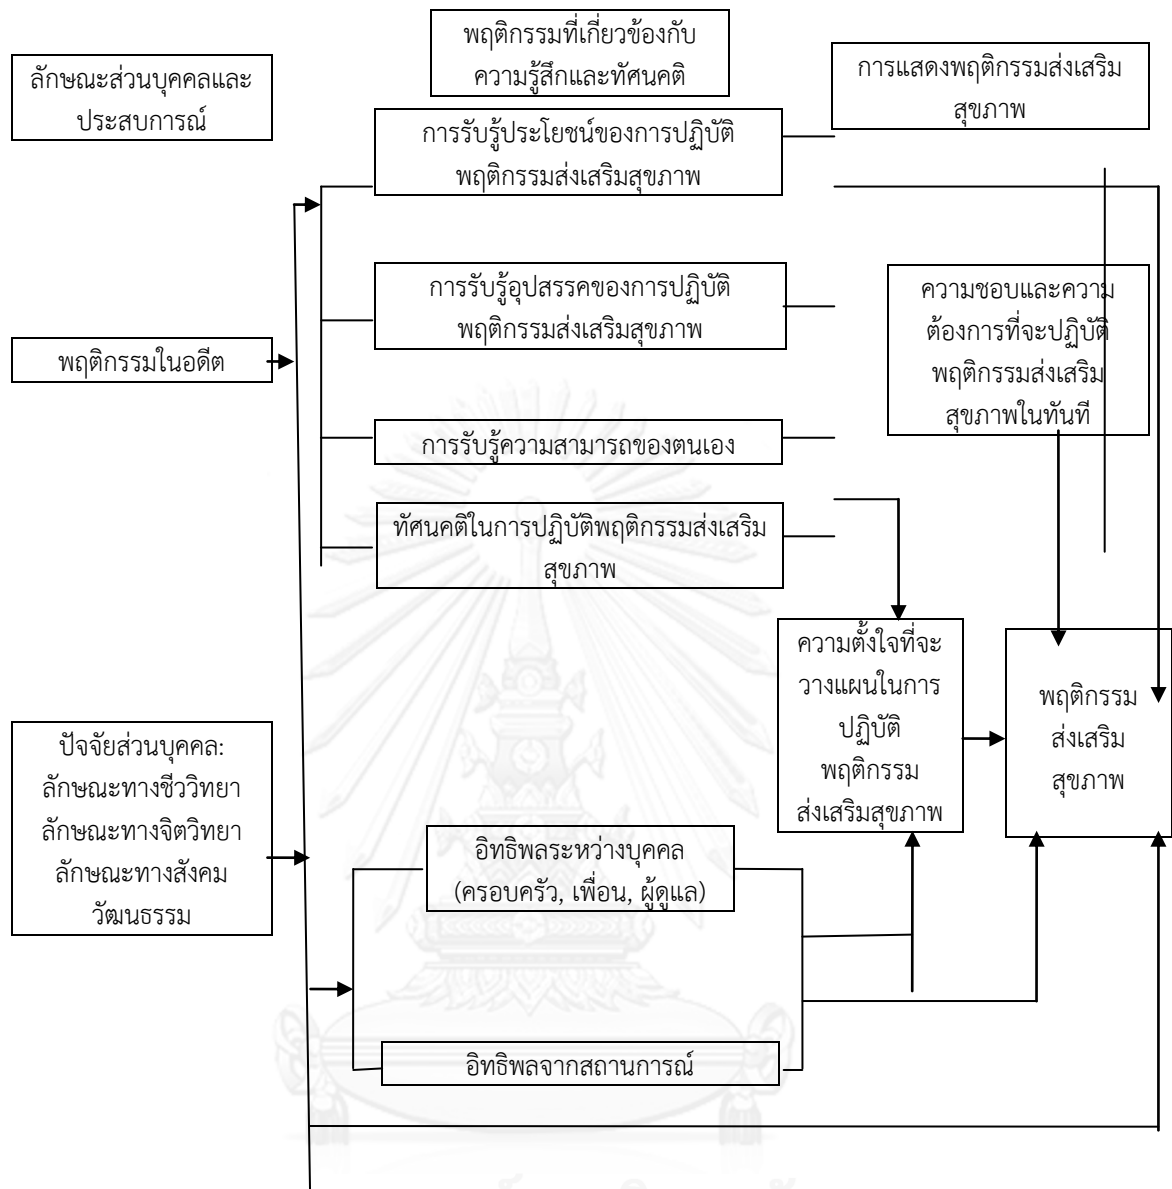 ลักษณะส่วนบุคคลและ
ประสบการณ์
พฤติกรรมที่เกี่ยวข้องกับ
ความรู้สึกและทัศนคติ
การแสดงพฤติกรรมส่งเสริม
สุขภาพ
การรับรู้ประโยชน์ของการปฏิบัติ
พฤติกรรมส่งเสริมสุขภาพ
การรับรู้อุปสรรคของการปฏิบัติ
พฤติกรรมส่งเสริมสุขภาพ
ความชอบและความ
ต้องการที่จะปฏิบัติ
พฤติกรรมส่งเสริม
สุขภาพในทันที
พฤติกรรมในอดีต
การรับรู้ความสามารถของตนเอง
ทัศนคติในการปฏิบัติพฤติกรรมส่งเสริม
สุขภาพ
ความตั้งใจที่จะ
วางแผนในการ
ปฏิบัติ
พฤติกรรม
ส่งเสริมสุขภาพ
พฤติกรรม
ส่งเสริม
สุขภาพ
ปัจจัยส่วนบุคคล:
ลักษณะทางชีววิทยา
ลักษณะทางจิตวิทยา
ลักษณะทางสังคม
วัฒนธรรม
อิทธิพลระหว่างบุคคล
(ครอบครัว, เพื่อน, ผู้ดูแล)
อิทธิพลจากสถานการณ์